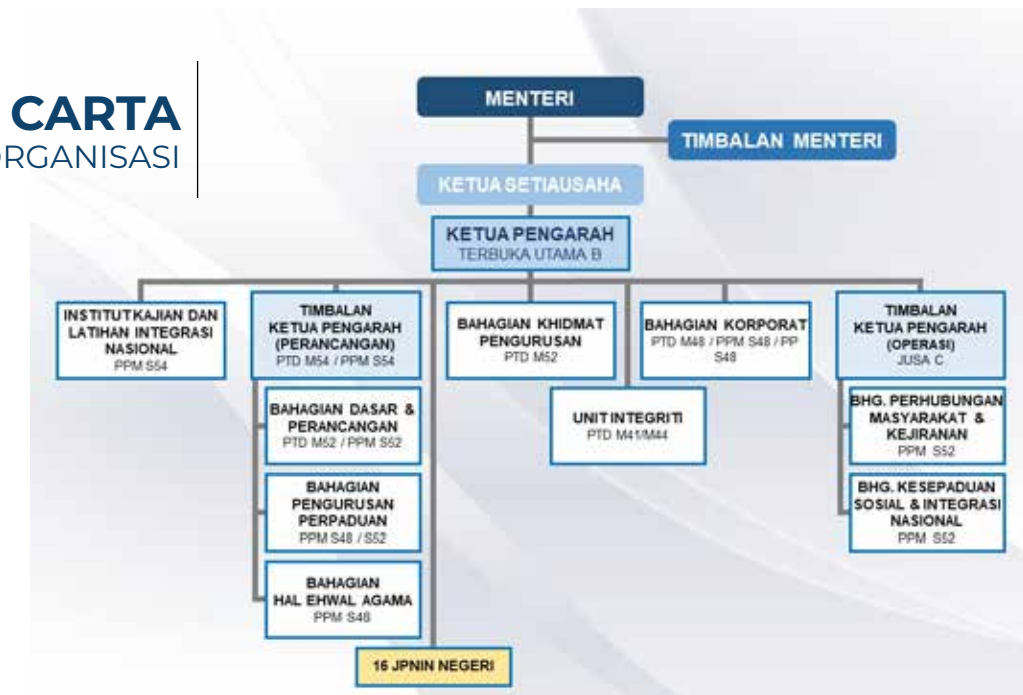 CARTA
ORGANISASI
MENTERI
TIMBALAN MENTERI
KETUA SETIAUSAHA
KETUA PENGARAH
TERBUKA UTAMA B
INSTITUT KAJIAN DAN
LATIHAN INTEGRASI
NASIONAL
PPM S54
TIMBALAN
KETUA PENGARAH
(PERANCANGAN)
PTD M54 / PPM S54
BAHAGIAN DASAR &
PERANCANGAN
PTD M52 / PPM S52
BAHAGIAN
PENGURUSAN
PERPADUAN
PPM S48 / S52
BAHAGIAN
HAL EHWAL AGAMA
PPM S48
16 JPNIN NEGERI
BAHAGIAN KHIDMAT
PENGURUSAN
PTD M52
UNIT INTEGRITI
PTD M41/M44
BAHAGIAN KORPORAT
PTD M48 / PPM S48 / PP
S48
TIMBALAN
KETUA PENGARAH
(OPERASI)
JUSA C
BHG. PERHUBUNGAN
MASYARAKAT &
KEJIRANAN
PPM S52
BHG. KESEPADUAN
SOSIAL & INTEGRASI
NASIONAL
PPM S52